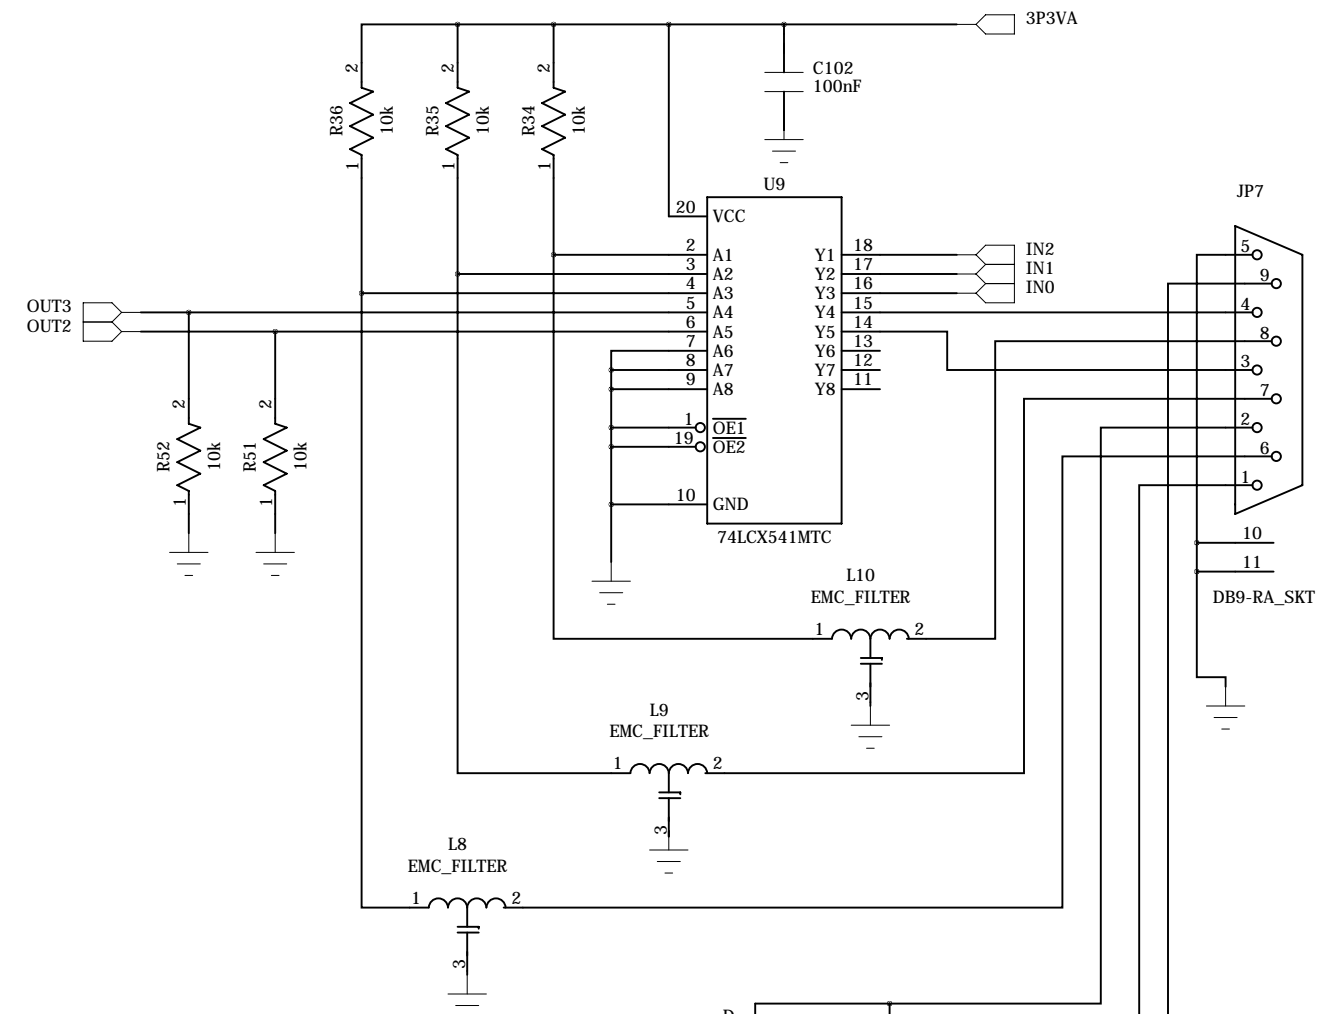 3P3VA
2
R36
10k
1
2
R35
10k
1
2
R34
10k
1
C102
100nF
U9
JP7
20 VCC
2 A1 Y1 18 IN2
3 A2 Y2 17 IN1
4 A3 Y3 16 IN0
OUT3 5 A4 Y4 15
OUT2 6 A5 Y5 14
7 A6 Y6 13
8 A7 Y7 12
9 A8 Y8 11
1 OE1
19 OE2
10 GND
74LCX541MTC
5
9
4
8
3
7
2
6
1
10
11
DB9-RA_SKT
2
R52
10k
1
2
R51
10k
1
L10
EMC_FILTER
1 2
3
L9
EMC_FILTER
1 2
3
L8
EMC_FILTER
1 2
3